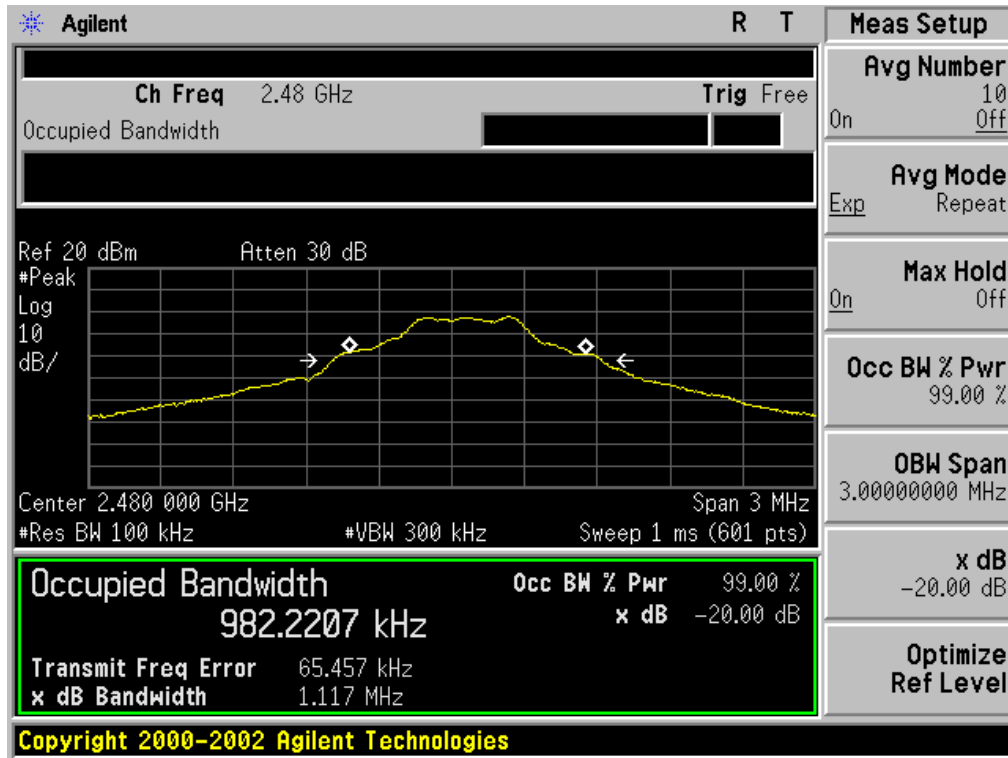 Agilent R T
Ch Freq 2.48 GHz Trig Free
Occupied Bandwidth
Ref 20 dBm Atten 30 dB
#Peak
Log
10
dB/
Center 2.480 000 GHz Span 3 MHz
#Res BW 100 kHz #VBW 300 kHz Sweep 1 ms (601 pts)
Occupied Bandwidth Occ BW % Pwr 99.00 %
982.2207 kHz x dB -20.00 dB
Transmit Freq Error 65.457 kHz
x dB Bandwidth 1.117 MHz
Copyright 2000-2002 Agilent Technologies
Meas Setup
Avg Number
10
On Off
Avg Mode
Exp Repeat
Max Hold
On Off
Occ BW % Pwr
99.00 %
OBW Span
3.00000000 MHz
x dB
-20.00 dB
Optimize
Ref Level